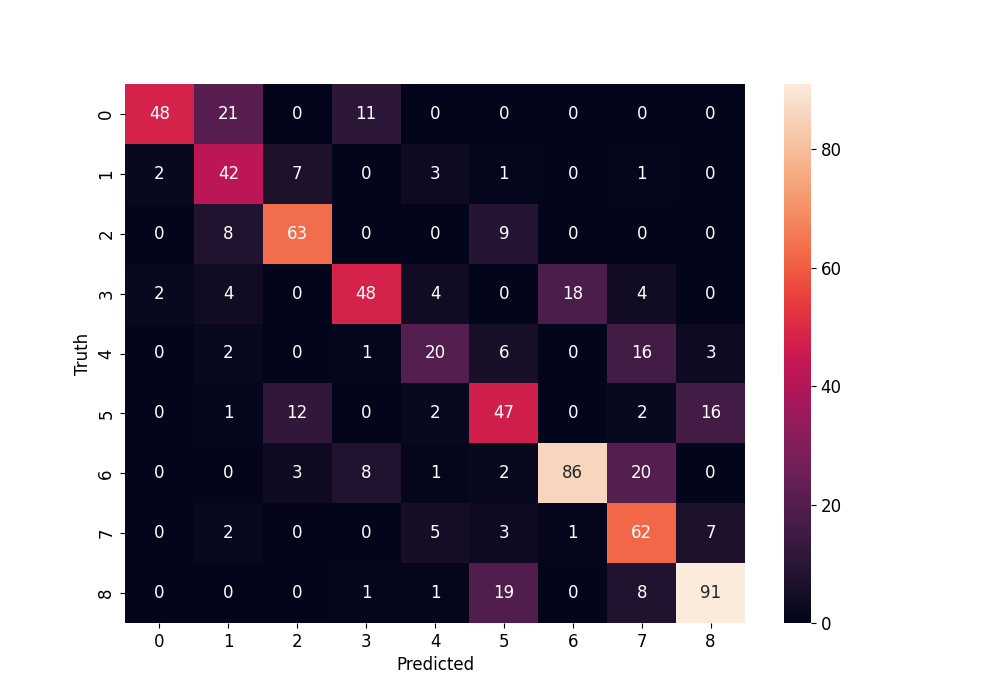 0 48 21 0 11 0 0 0 0 0
1 2 42 7 0 3 1 0 1 0
2 0 8 63 0 0 9 0 0 0
3 2 4 0 48 4 0 18 4 0
4 0 2 0 1 20 6 0 16 3
5 0 1 12 0 2 47 0 2 16
6 0 0 3 8 1 2 86 20 0
7 0 2 0 0 5 3 1 62 7
8 0 0 0 1 1 19 0 8 91
0 1 2 3 4 5 6 7 8
Predicted
Truth
80
60
40
20
0